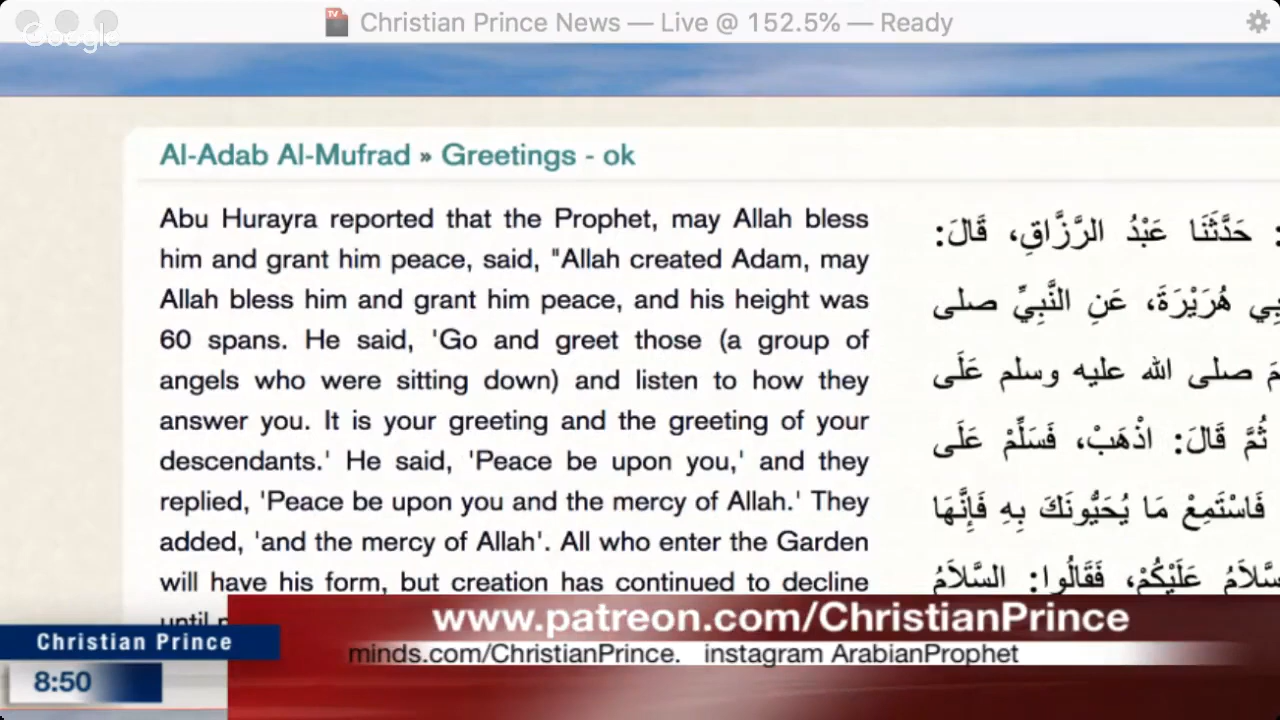 Christian Prince News — Live @ 152.5% — Ready
Google
Al-Adab Al-Mufrad » Greetings - ok
Abu Hurayra reported that the Prophet, may Allah bless
him and grant him peace, said, "Allah created Adam, may
Allah bless him and grant him peace, and his height was
60 spans. He said, 'Go and greet those (a group of
angels who were sitting down) and listen to how they
answer you. It is your greeting and the greeting of your
descendants.' He said, 'Peace be upon you,' and they
replied, 'Peace be upon you and the mercy of Allah.' They
added, 'and the mercy of Allah'. All who enter the Garden
will have his form, but creation has continued to decline
until
حَدَّثَنَا عَبْدُ الرَّزَّاقِ، قَالَ:
هُرَيْرَةَ، عَنِ النَّبِيِّ صلى
صلى الله عليه وسلم عَلَى
ثُمَّ قَالَ: اذْهَبْ، فَسَلِّمْ عَلَى
فَاسْتَمِعْ مَا يُحَيُّونَكَ بِهِ فَإِنَّهَا
عَلَيْكُمْ، فَقَالُوا: السَّلاَمُ
www.patreon.com/ChristianPrince
Christian Prince
minds.com/ChristianPrince. instagram ArabianProphet
8:50